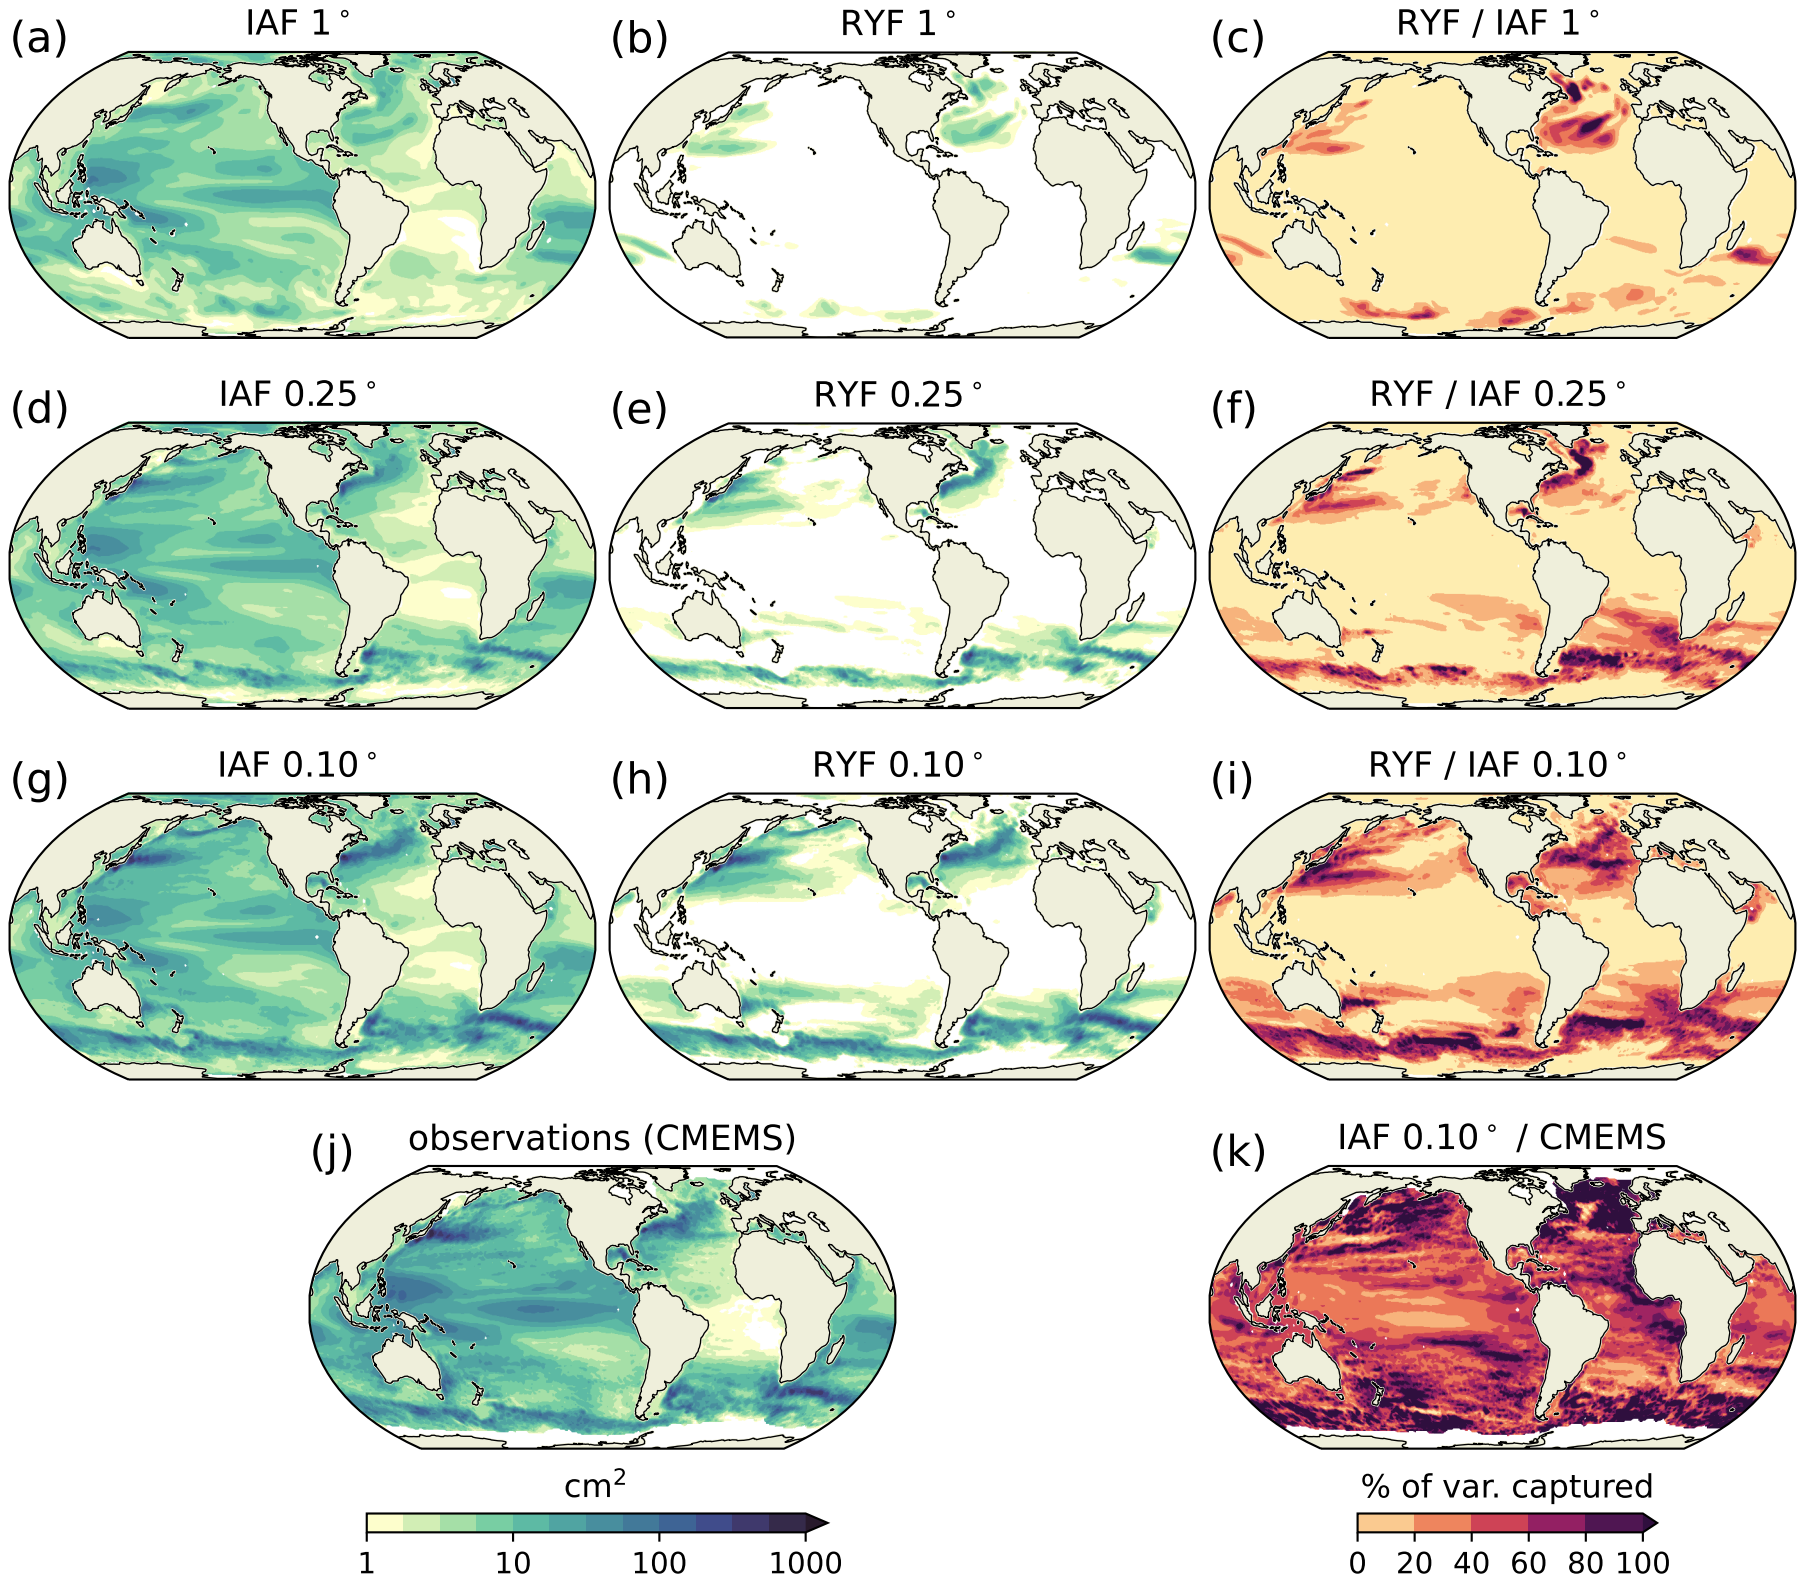 (a) IAF 1°
(b) RYF 1°
(c) RYF / IAF 1°
(d) IAF 0.25°
(e) RYF 0.25°
(f) RYF / IAF 0.25°
(g) IAF 0.10°
(h) RYF 0.10°
(i) RYF / IAF 0.10°
(j) observations (CMEMS)
(k) IAF 0.10° / CMEMS
cm²
1 10 100 1000
% of var. captured
0 20 40 60 80 100